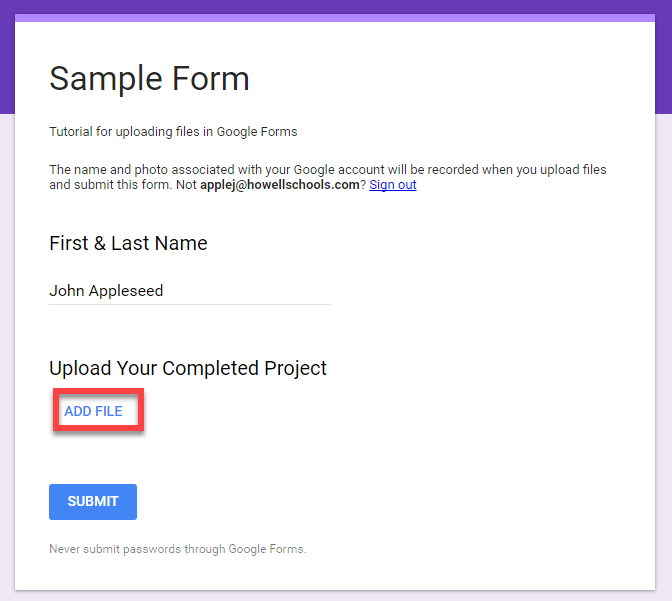 Sample Form
Tutorial for uploading files in Google Forms
The name and photo associated with your Google account will be recorded when you upload files
and submit this form. Not applej@howellschools.com? Sign out
First & Last Name
John Appleseed
Upload Your Completed Project
ADD FILE
SUBMIT
Never submit passwords through Google Forms.